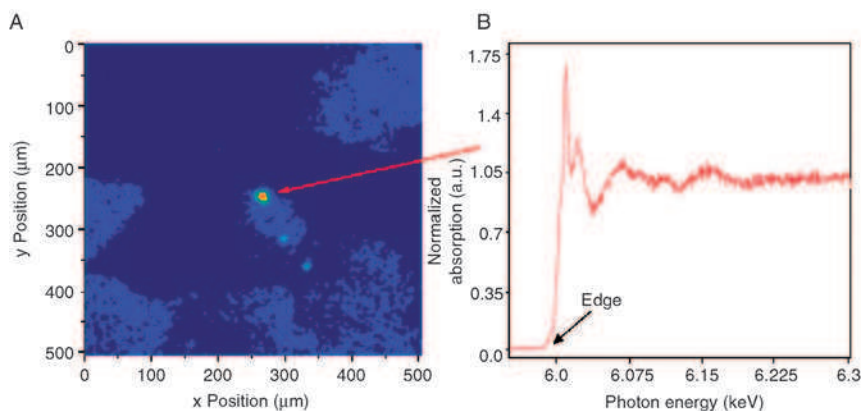 A
0
100
200
300
400
500
y Position (µm)
0 100 200 300 400 500
x Position (µm)
B
1.75
1.4
1.05
0.7
0.35
0.0
Normalized
absorption (a.u.)
Edge
6.0 6.075 6.15 6.225 6.3
Photon energy (keV)